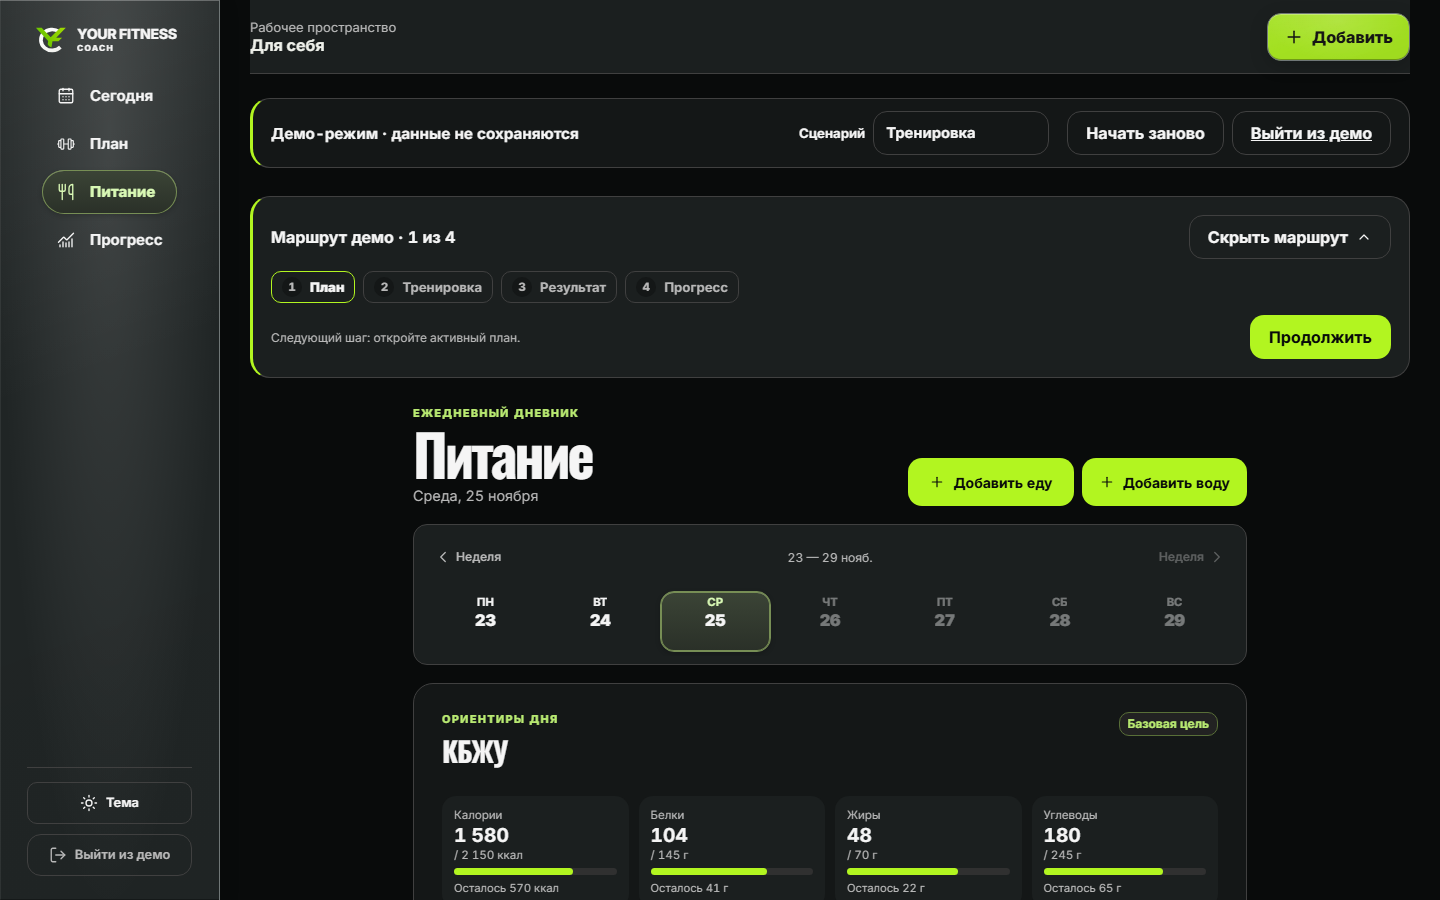 YOUR FITNESS
COACH
Сегодня
План
Питание
Прогресс
Тема
Выйти из демо
Рабочее пространство
Для себя
Добавить
Демо-режим · данные не сохраняются
Сценарий
Тренировка
Начать заново
Выйти из демо
Маршрут демо · 1 из 4
Скрыть маршрут
1 План
2 Тренировка
3 Результат
4 Прогресс
Следующий шаг: откройте активный план.
Продолжить
ЕЖЕДНЕВНЫЙ ДНЕВНИК
Питание
Среда, 25 ноября
Добавить еду
Добавить воду
Неделя
23 — 29 нояб.
Неделя
ПН
23
ВТ
24
СР
25
ЧТ
26
ПТ
27
СБ
28
ВС
29
ОРИЕНТИРЫ ДНЯ
КБЖУ
Базовая цель
Калории
1 580
/ 2 150 ккал
Осталось 570 ккал
Белки
104
/ 145 г
Осталось 41 г
Жиры
48
/ 70 г
Осталось 22 г
Углеводы
180
/ 245 г
Осталось 65 г